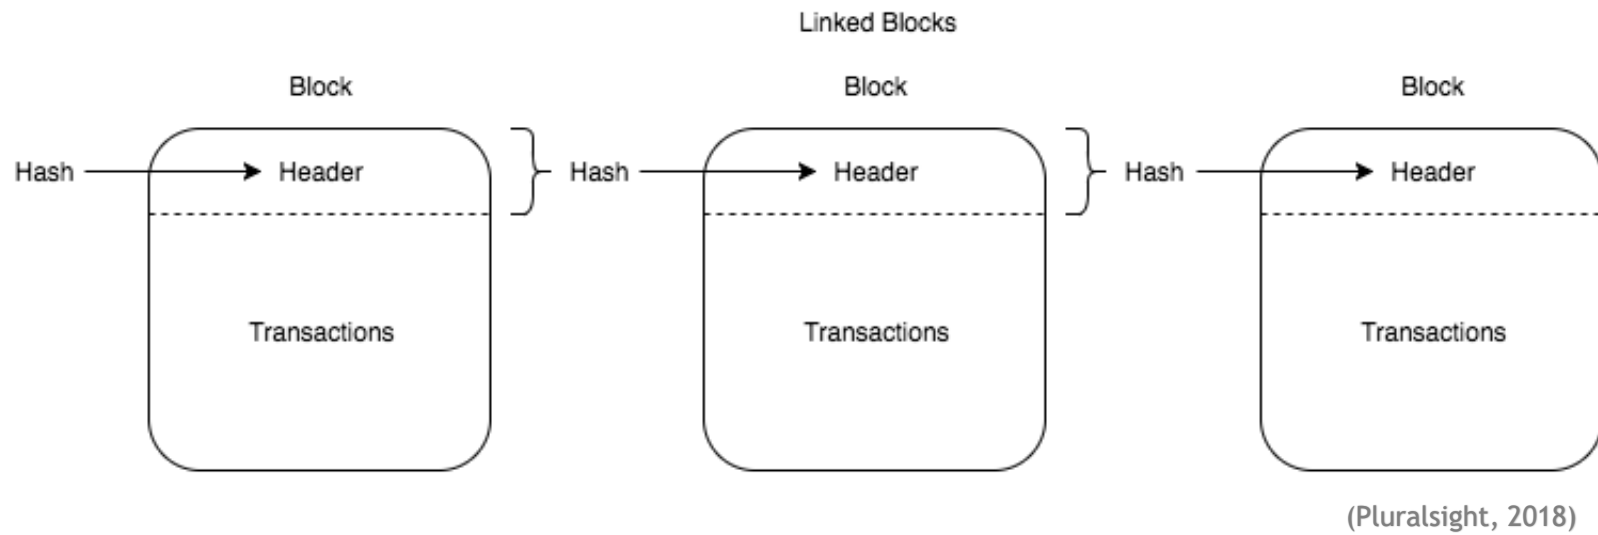 Linked Blocks
Block Block Block
Hash Header Hash Header Hash Header
Transactions Transactions Transactions
(Pluralsight, 2018)